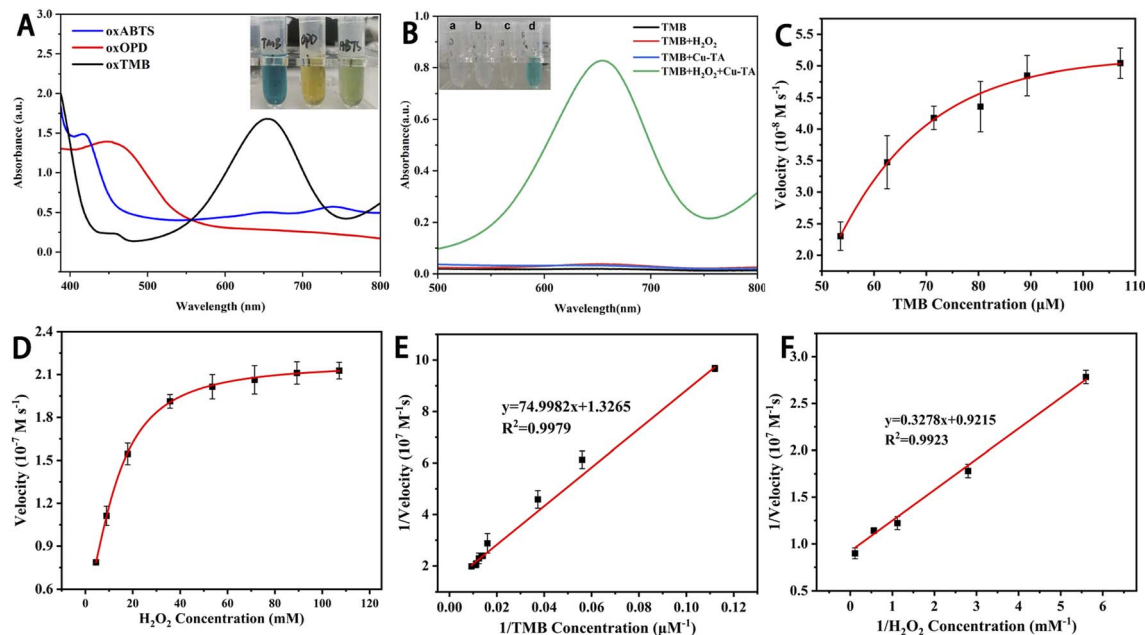 A
oxABTS
oxOPD
oxTMB
TMB
OPD
ABTS
3.0
2.5
2.0
1.5
1.0
0.5
0.0
Absorbance (a.u.)
400
500
600
700
800
Wavelength (nm)
B
a
b
c
d
TMB
TMB+H₂O₂
TMB+Cu-TA
TMB+H₂O₂+Cu-TA
1.0
0.8
0.6
0.4
0.2
0.0
Absorbance(a.u.)
500
600
700
800
Wavelength(nm)
C
5.5
5.0
4.5
4.0
3.5
3.0
2.5
2.0
Velocity (10⁻⁸ M s⁻¹)
50
60
70
80
90
100
110
TMB Concentration (μM)
D
2.4
2.1
1.8
1.5
1.2
0.9
0.6
Velocity (10⁻⁷ M s⁻¹)
0
20
40
60
80
100
120
H₂O₂ Concentration (mM)
E
y=74.9982x+1.3265
R²=0.9979
10
8
6
4
2
1/Velocity (10⁷ M⁻¹s)
0.00
0.02
0.04
0.06
0.08
0.10
0.12
1/TMB Concentration (μM⁻¹)
F
y=0.3278x+0.9215
R²=0.9923
3.0
2.5
2.0
1.5
1.0
0.5
1/Velocity (10⁷ M⁻¹s)
0
1
2
3
4
5
6
1/H₂O₂ Concentration (mM⁻¹)